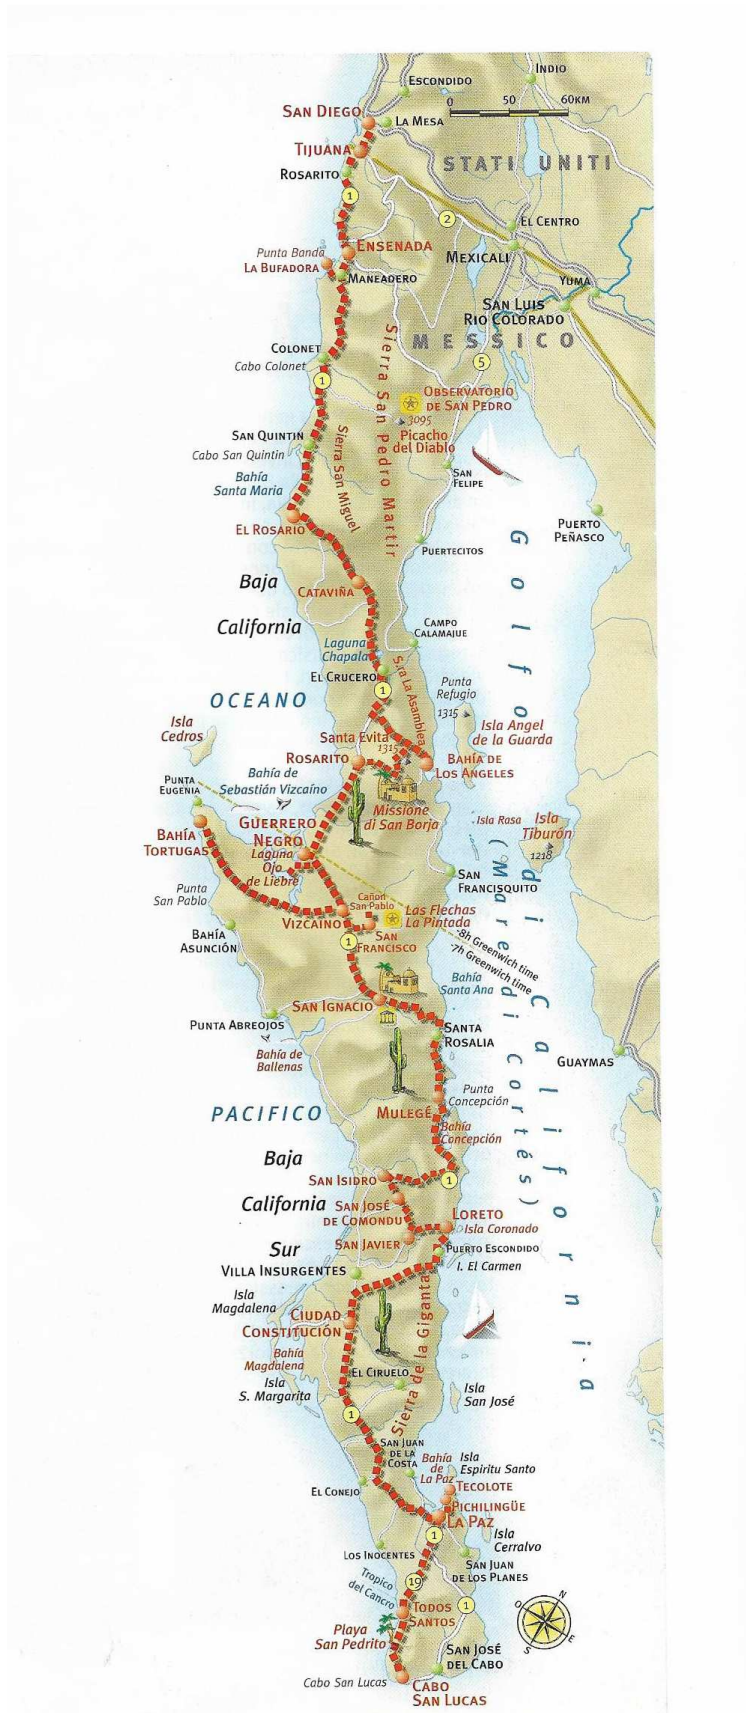 ESCONDIDO
INDIO
SAN DIEGO
LA MESA
0 50 60KM
TIJUANA
STATI UNITI
ROSARITO
1
2
EL CENTRO
Punta Banda
ENSENADA
MEXICALI
LA BUFADORA
MANEADERO
YUMA
SAN LUIS
RIO COLORADO
MESSICO
COLONET
Cabo Colonet
5
1
Sierra San Pedro Martir
OBSERVATORIO
DE SAN PEDRO
3095
Picacho
del Diablo
SAN QUINTIN
Cabo San Quintin
Sierra San Miguel
Bahía
Santa Maria
SAN
FELIPE
EL ROSARIO
PUERTO
PEÑASCO
PUERTECITOS
Golfo di California
(Mare di Cortés)
Baja
California
CATAVIÑA
CAMPO
CALAMAJUE
Laguna
Chapala
EL CRUCERO
1
S.ra La Asamblea
Punta
Refugio
1315
OCEANO
Isla
Cedros
Isla Angel
de la Guarda
Santa Evita
1315
ROSARITO
BAHÍA DE
LOS ANGELES
PUNTA
EUGENIA
Bahía de
Sebastián Vizcaíno
Missione
di San Borja
BAHÍA
TORTUGAS
GUERRERO
NEGRO
Laguna
Ojo
de Liebre
Isla Rasa
Isla
Tiburón
1218
SAN
FRANCISQUITO
Punta
San Pablo
Cañon
San Pablo
VIZCAÍNO
Las Flechas
La Pintada
BAHÍA
ASUNCIÓN
1
SAN
FRANCISCO
-8h Greenwich time
-7h Greenwich time
Bahía
Santa Ana
SAN IGNACIO
PUNTA ABREOJOS
SANTA
ROSALIA
Bahía de
Ballenas
GUAYMAS
PACIFICO
MULEGÉ
Punta
Concepción
Bahía
Concepción
Baja
California
Sur
SAN ISIDRO
1
SAN JOSÉ
DE COMONDU
LORETO
Isla Coronado
SAN JAVIER
PUERTO ESCONDIDO
I. El Carmen
VILLA INSURGENTES
Isla
Magdalena
CIUDAD
CONSTITUCIÓN
Sierra de la Giganta
Bahía
Magdalena
Isla
S. Margarita
EL CIRUELO
Isla
San José
1
SAN JUAN
DE LA
COSTA
Bahía
de
La Paz
Isla
Espiritu Santo
EL CONEJO
TECOLOTE
PICHILINGÜE
LA PAZ
1
Isla
Cerralvo
LOS INOCENTES
SAN JUAN
DE LOS PLANES
Tropico
del Cancro
19
1
TODOS
SANTOS
Playa
San Pedrito
N
O
E
S
SAN JOSÉ
DEL CABO
Cabo San Lucas
CABO
SAN LUCAS